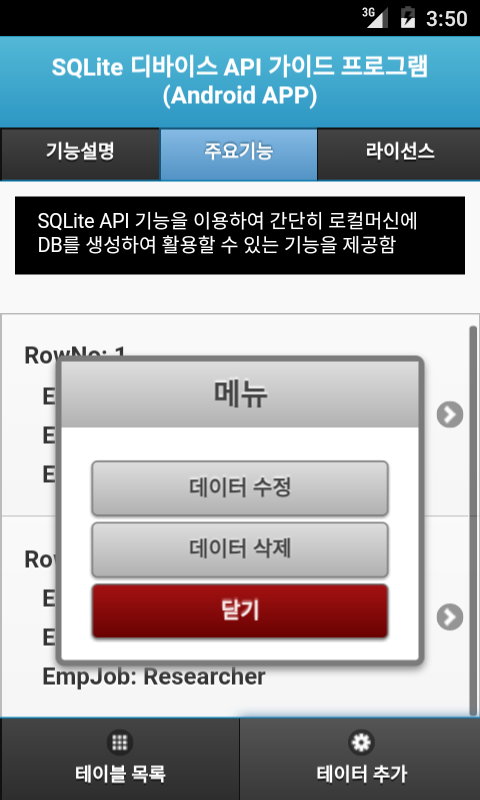 3G 3:50
SQLite 디바이스 API 가이드 프로그램
(Android APP)
기능설명 주요기능 라이선스
SQLite API 기능을 이용하여 간단히 로컬머신에
DB를 생성하여 활용할 수 있는 기능을 제공함
RowNo: 1
메뉴
데이터 수정
데이터 삭제
닫기
EmpJob: Researcher
테이블 목록 데이터 추가